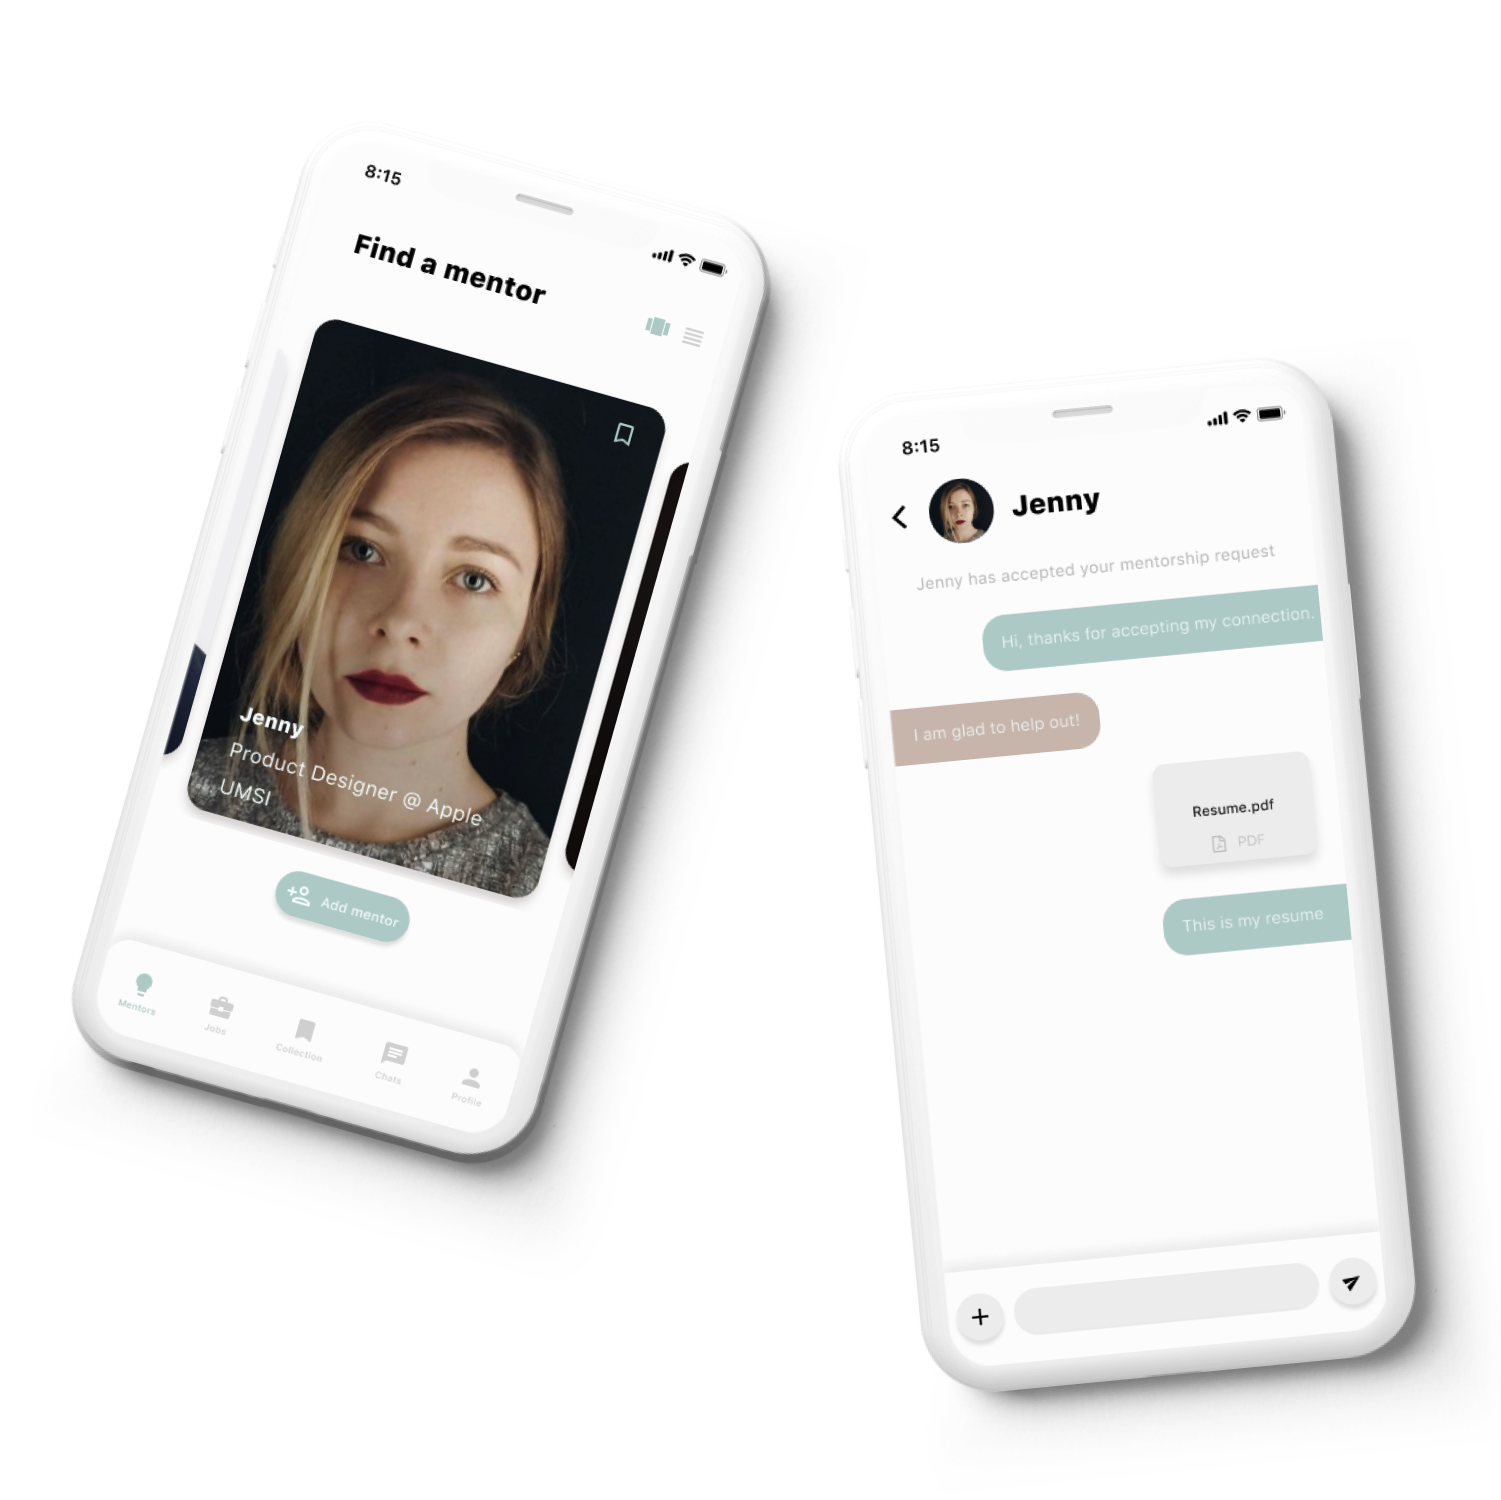 8:15
Find a mentor
Jenny
Product Designer @ Apple
UMSI
Add mentor
Mentors
Jobs
Collection
Chats
Profile
8:15
Jenny
Jenny has accepted your mentorship request
Hi, thanks for accepting my connection.
I am glad to help out!
Resume.pdf
PDF
This is my resume